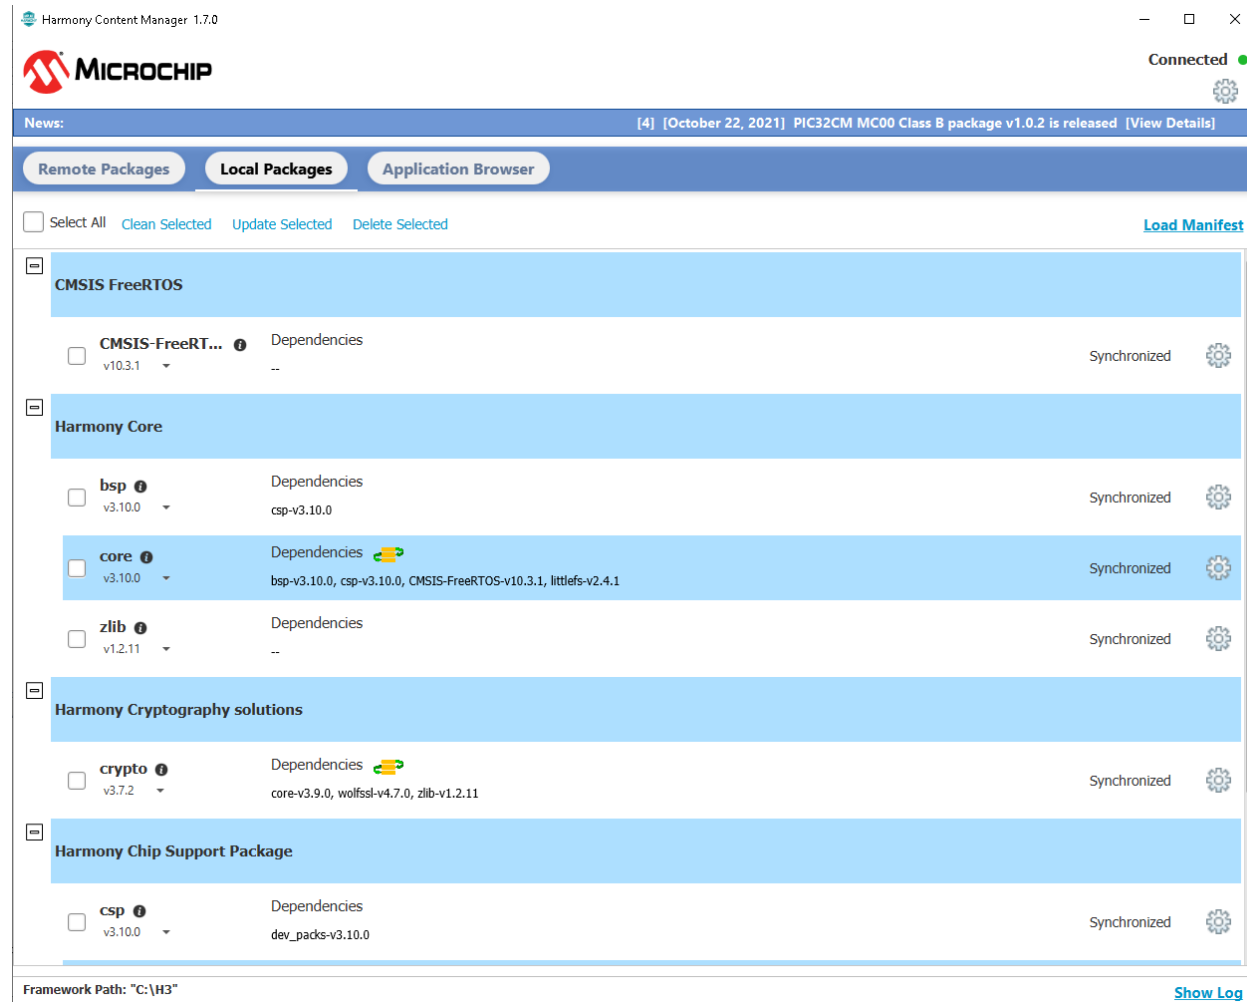 Harmony Content Manager 1.7.0
MICROCHIP
Connected
News: [4] [October 22, 2021] PIC32CM MC00 Class B package v1.0.2 is released [View Details]
Remote Packages Local Packages Application Browser
Select All Clean Selected Update Selected Delete Selected Load Manifest
CMSIS FreeRTOS
CMSIS-FreeRT... Dependencies
v10.3.1 -- Synchronized
Harmony Core
bsp Dependencies
v3.10.0 csp-v3.10.0 Synchronized
core Dependencies
v3.10.0 bsp-v3.10.0, csp-v3.10.0, CMSIS-FreeRTOS-v10.3.1, littlefs-v2.4.1 Synchronized
zlib Dependencies
v1.2.11 -- Synchronized
Harmony Cryptography solutions
crypto Dependencies
v3.7.2 core-v3.9.0, wolfssl-v4.7.0, zlib-v1.2.11 Synchronized
Harmony Chip Support Package
csp Dependencies
v3.10.0 dev_packs-v3.10.0 Synchronized
Framework Path: "C:\H3" Show Log